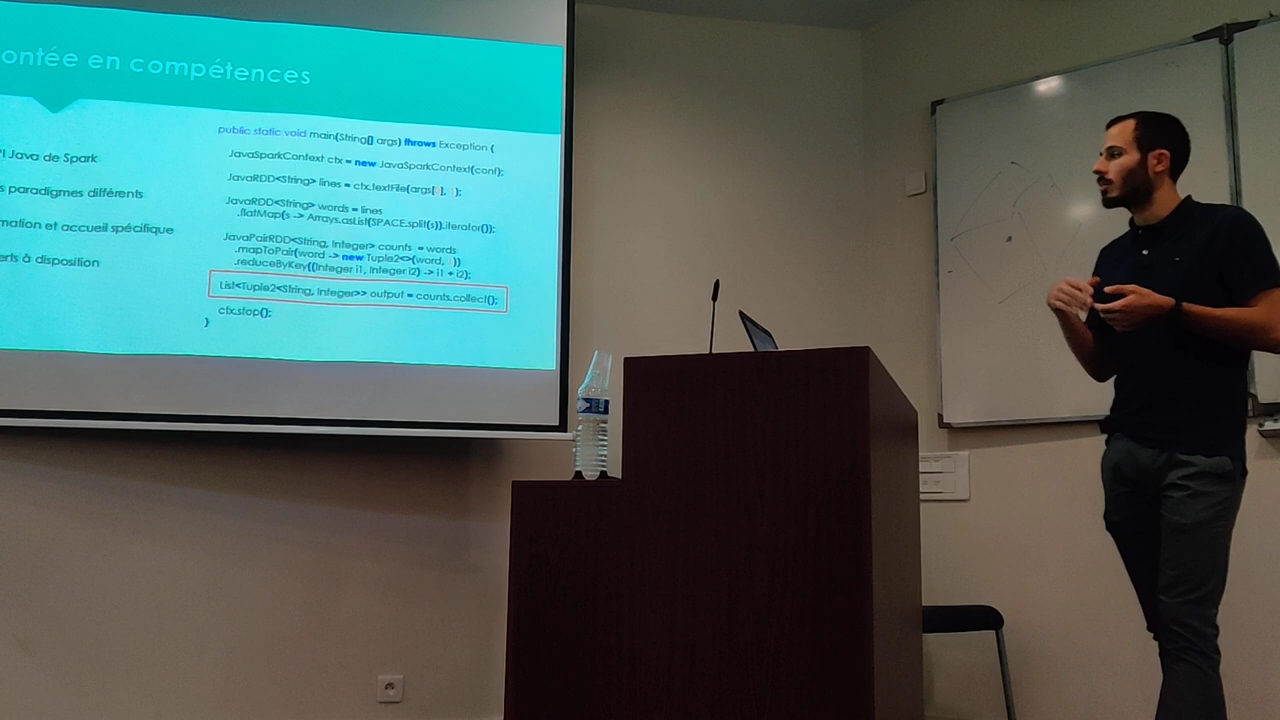 ontée en compétences
I Java de Spark
s paradigmes différents
mation et accueil spécifique
erts à disposition
public static void main(String[] args) throws Exception {
JavaSparkContext ctx = new JavaSparkContext(conf);
JavaRDD<String> lines = ctx.textFile(args[ ], );
JavaRDD<String> words = lines
.flatMap(s -> Arrays.asList(SPACE.split(s)).iterator());
JavaPairRDD<String, Integer> counts = words
.mapToPair(word -> new Tuple2<>(word, ))
.reduceByKey((Integer i1, Integer i2) -> i1 + i2);
List<Tuple2<String, Integer>> output = counts.collect();
ctx.stop();
}